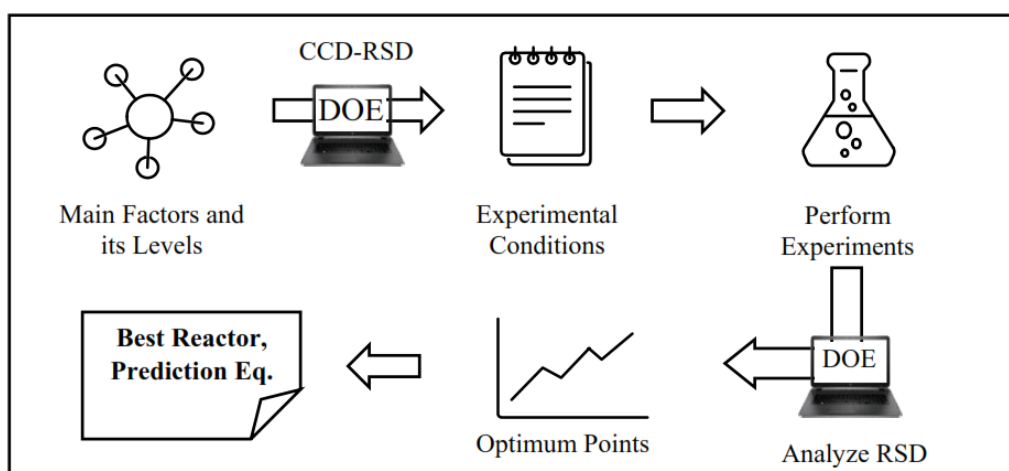 CCD-RSD
DOE
Main Factors and
its Levels
Experimental
Conditions
Perform
Experiments
DOE
Analyze RSD
Optimum Points
Best Reactor,
Prediction Eq.